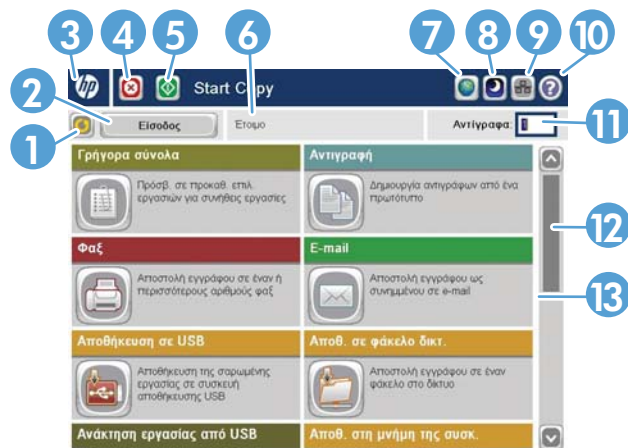 3 4 5 6 7 8 9 10
hp Start Copy
2 1 Είσοδος Έτοιμο Αντίγραφα: 1 11
Γρήγορα σύνολα
Πρόσβ. σε προκαθ. επιλ.
εργασιών για συνήθεις εργασίες
Αντιγραφή
Δημιουργία αντιγράφων από ένα
πρωτότυπο
12
Φαξ
Αποστολή εγγράφου σε έναν ή
περισσότερους αριθμούς φαξ
E-mail
Αποστολή εγγράφου ως
συνημμένου σε e-mail
13
Αποθήκευση σε USB
Αποθήκευση της σαρωμένης
εργασίας σε συσκευή
αποθήκευσης USB
Αποθ. σε φάκελο δικτ.
Αποστολή εγγράφου σε έναν
φάκελο στο δίκτυο
Ανάκτηση εργασίας από USB
Αποθ. στη μνήμη της συσκ.